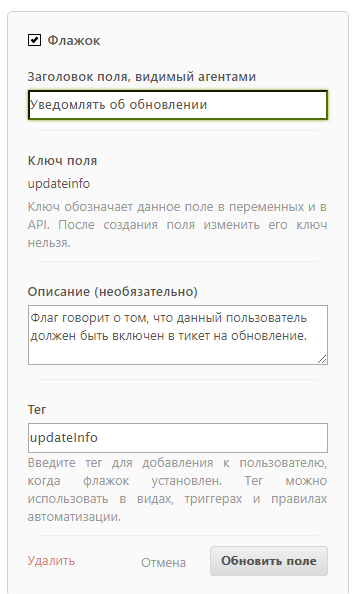 Флажок
Заголовок поля, видимый агентами
Уведомлять об обновлении
Ключ поля
updateinfo
Ключ обозначает данное поле в переменных и в
API. После создания поля изменить его ключ
нельзя.
Описание (необязательно)
Флаг говорит о том, что данный пользователь
должен быть включен в тикет на обновление.
Тег
updateInfo
Введите тег для добавления к пользователю,
когда флажок установлен. Тег можно
использовать в видах, триггерах и правилах
автоматизации.
Удалить Отмена Обновить поле